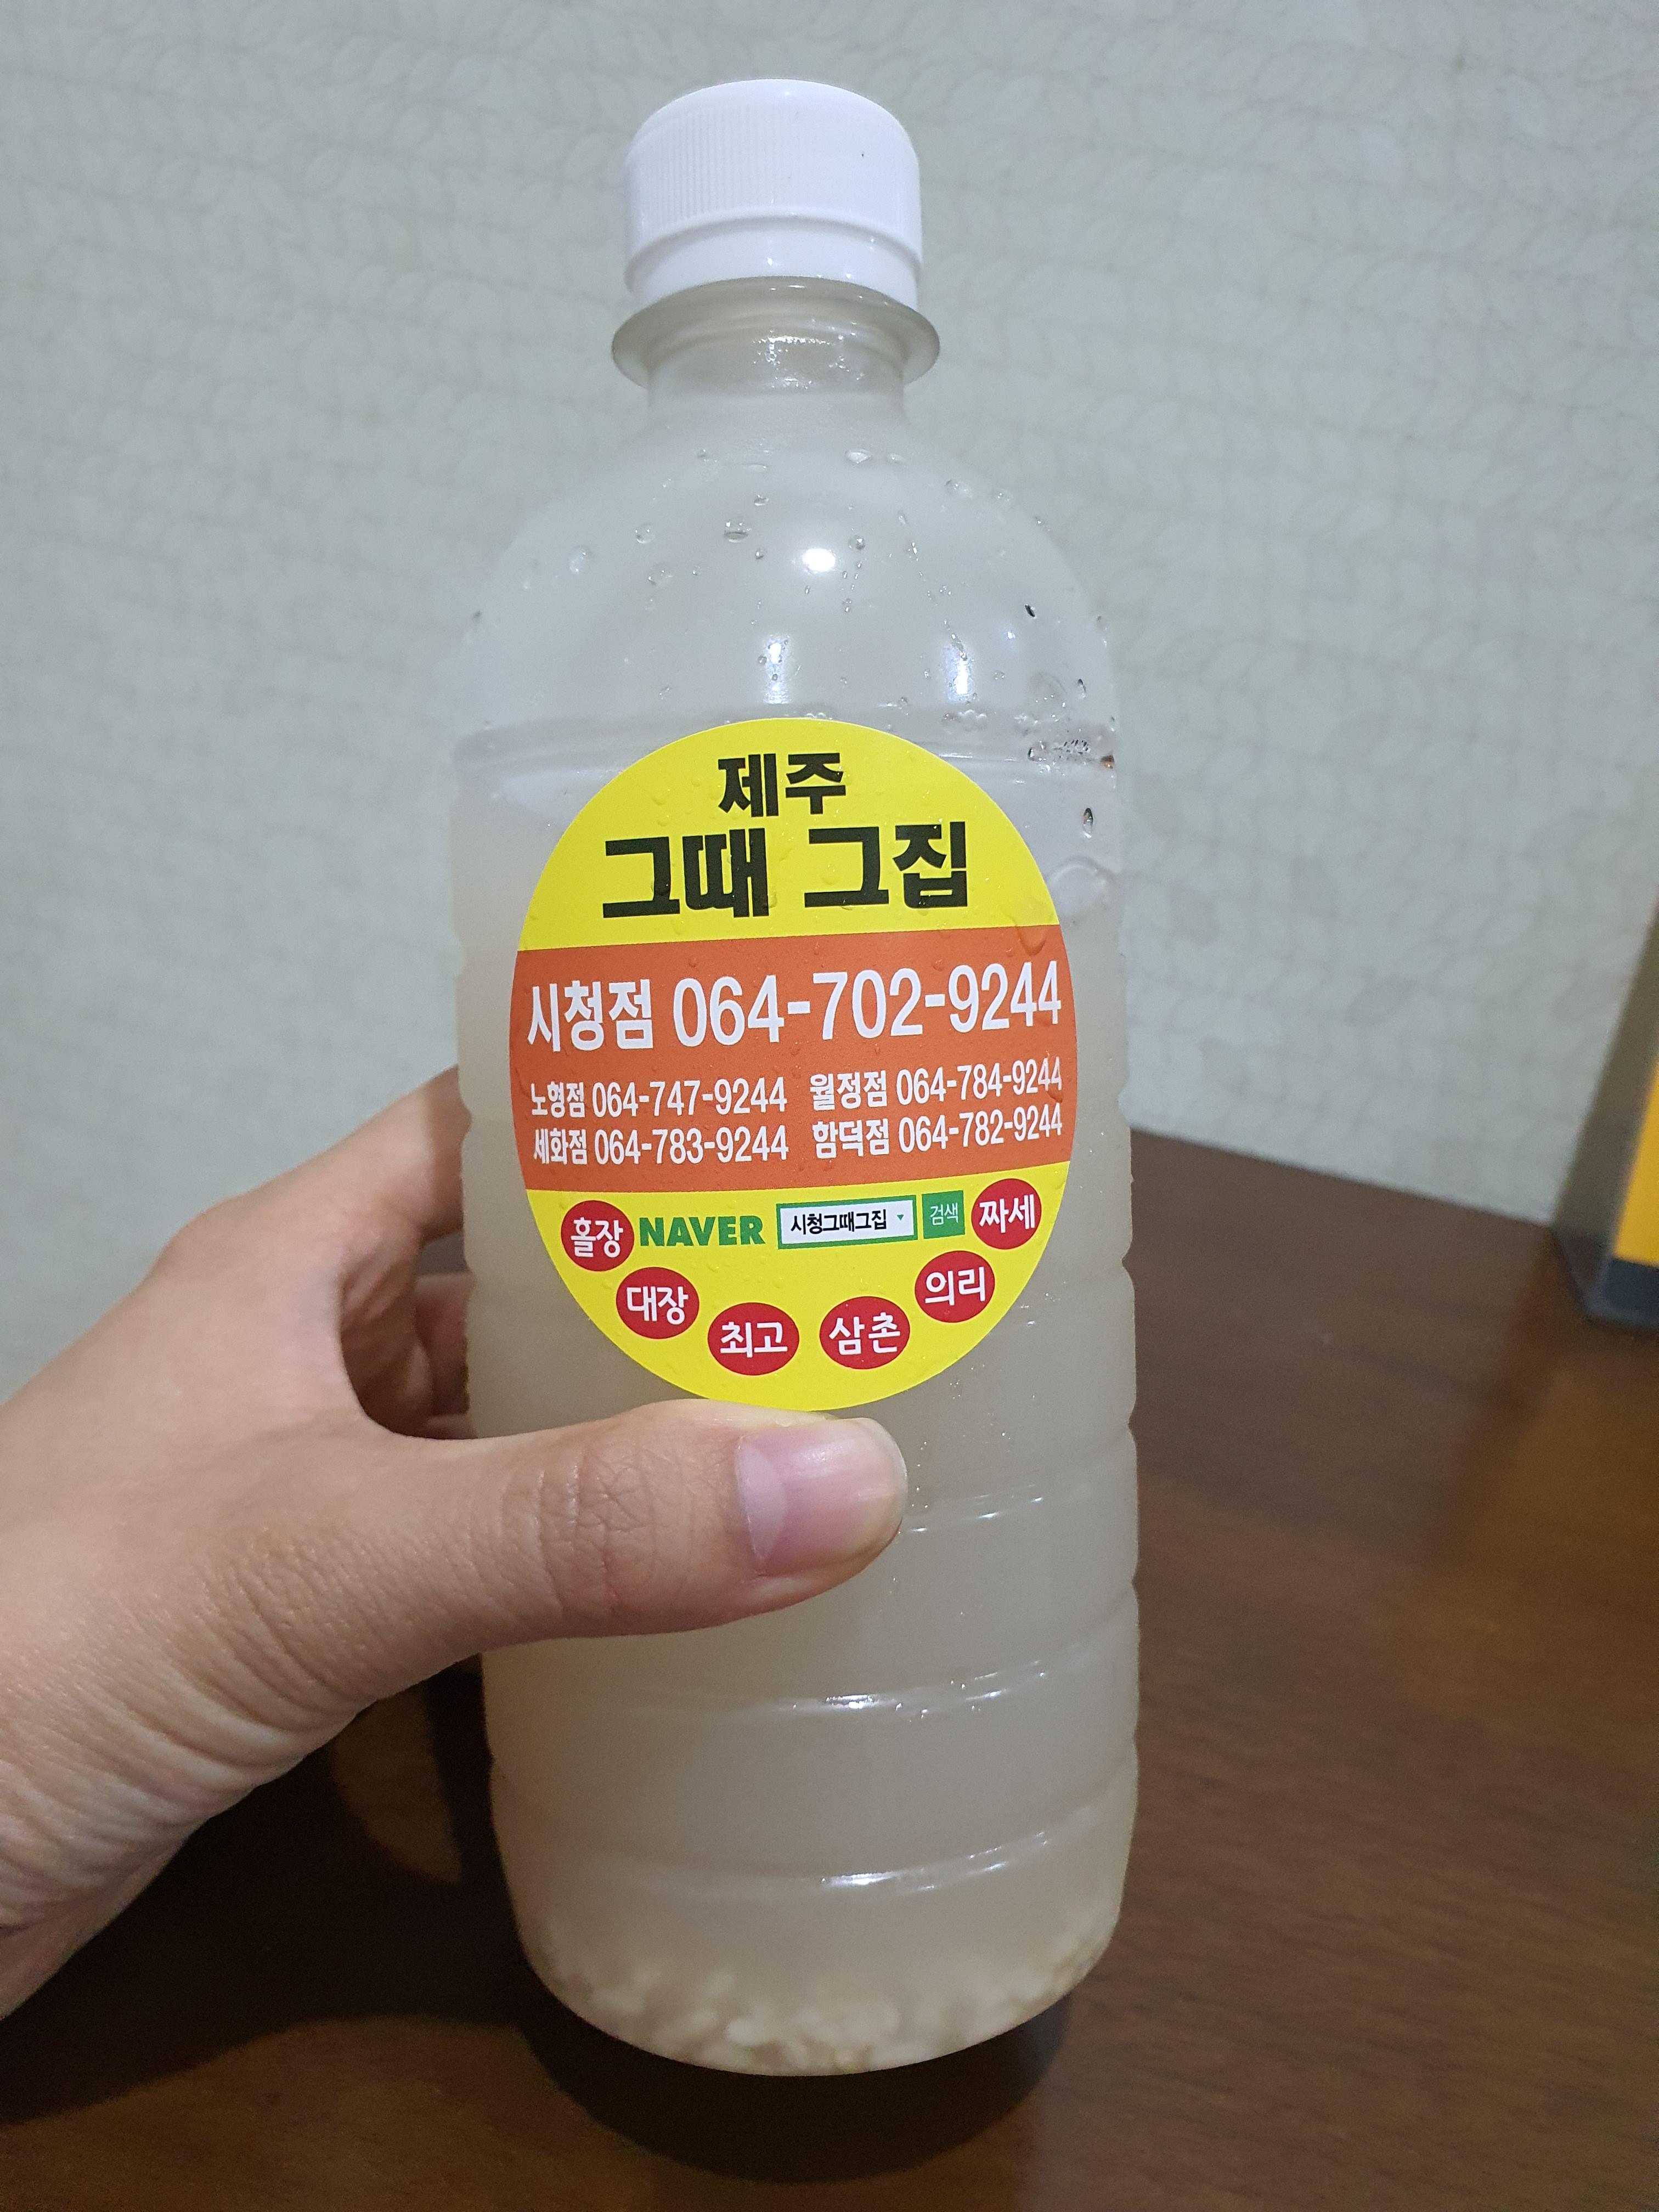 제주
그때 그집
시청점 064-702-9244
노형점 064-747-9244 월정점 064-784-9244
세화점 064-783-9244 함덕점 064-782-9244
홀장 NAVER 시청그때그집 검색 짜세
대장 의리
최고 삼촌